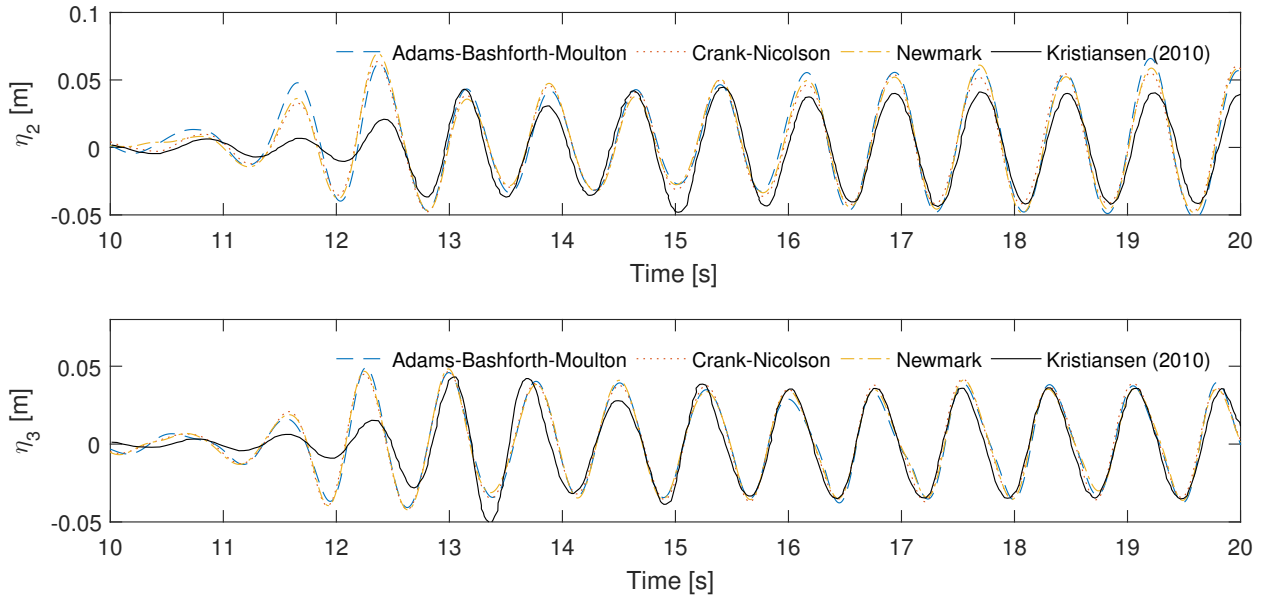 0.1
Adams-Bashforth-Moulton Crank-Nicolson Newmark Kristiansen (2010)
0.05
η2 [m]
0
-0.05
10 11 12 13 14 15 16 17 18 19 20
Time [s]
Adams-Bashforth-Moulton Crank-Nicolson Newmark Kristiansen (2010)
0.05
η3 [m]
0
-0.05
10 11 12 13 14 15 16 17 18 19 20
Time [s]